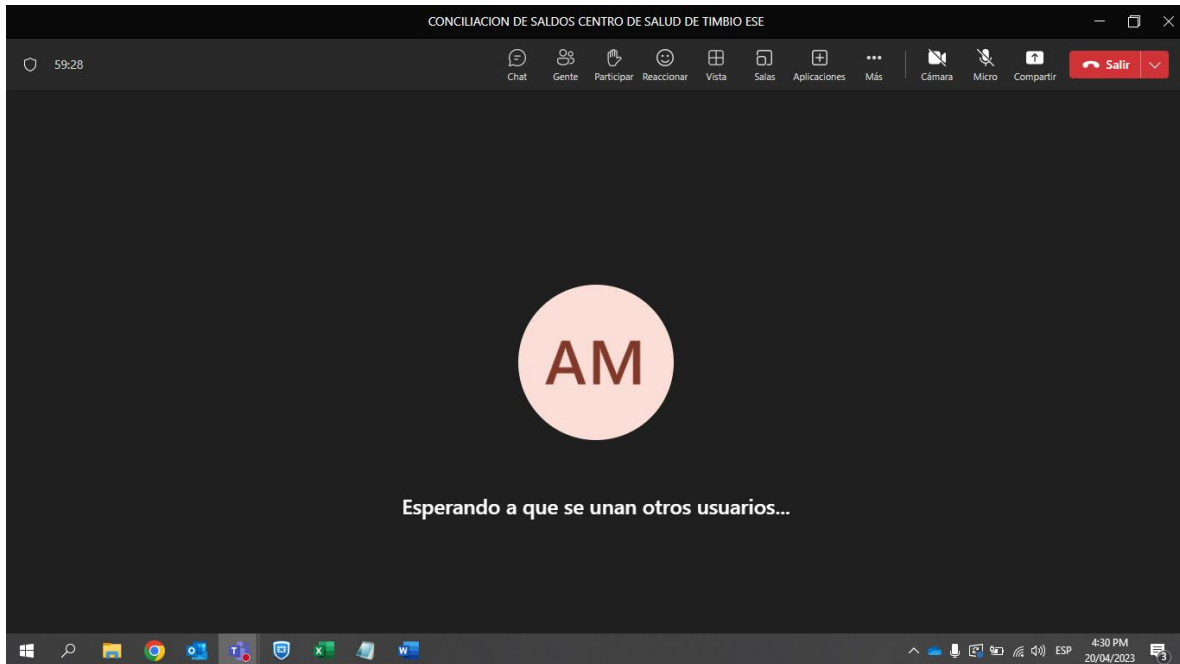 CONCILIACION DE SALDOS CENTRO DE SALUD DE TIMBIO ESE
59:28
Chat Gente Participar Reaccionar Vista Salas Aplicaciones Más Cámara Micro Compartir Salir
AM
Esperando a que se unan otros usuarios...
ESP 4:30 PM
20/04/2023
3